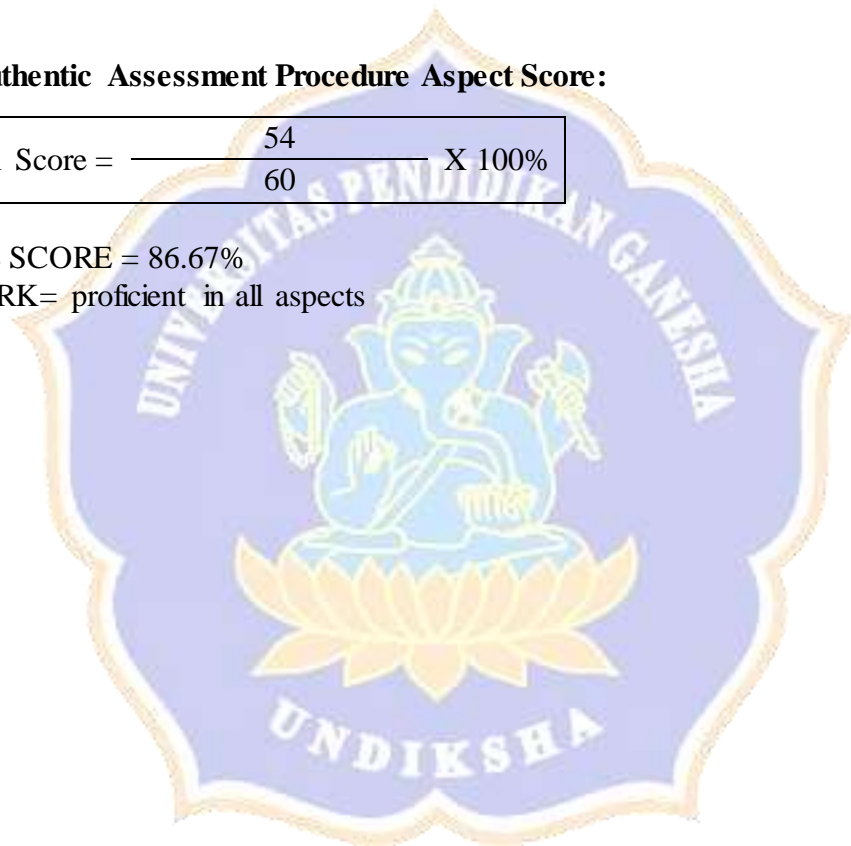 uthentic Assessment Procedure Aspect Score:
Score = 54 X 100%
60
SCORE = 86.67%
RK= proficient in all aspects
UNIVERSITAS PENDIDIKAN GANESHA
UNDIKSHA